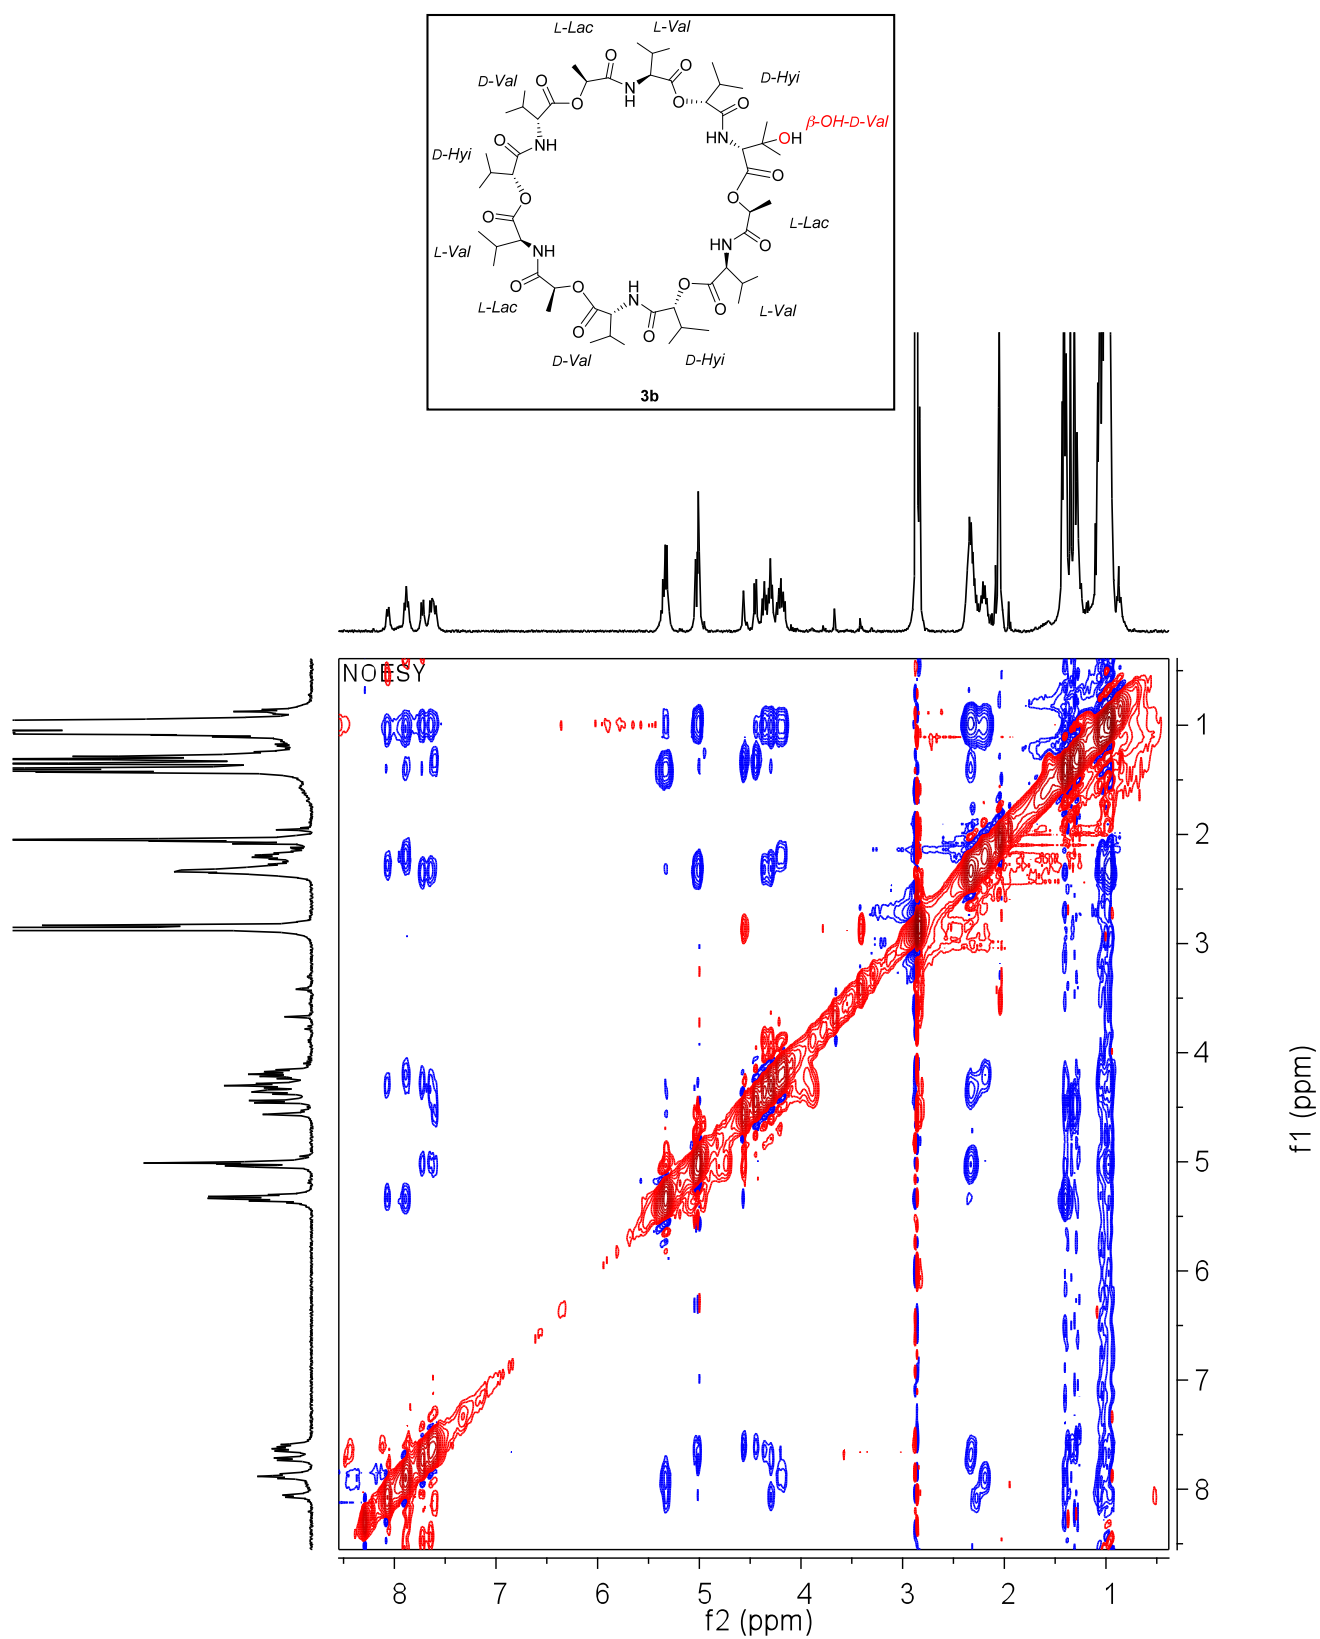 L-Lac L-Val
D-Val D-Hyi
O O O O O O
N H
NH HN OH β-OH-D-Val
D-Hyi
O O O O O
L-Lac
L-Val NH HN
O O O O
L-Lac H N L-Val
O O O O
D-Val D-Hyi
3b
NOESY
1
2
3
4
5
6
7
8
f1 (ppm)
8 7 6 5 4 3 2 1
f2 (ppm)